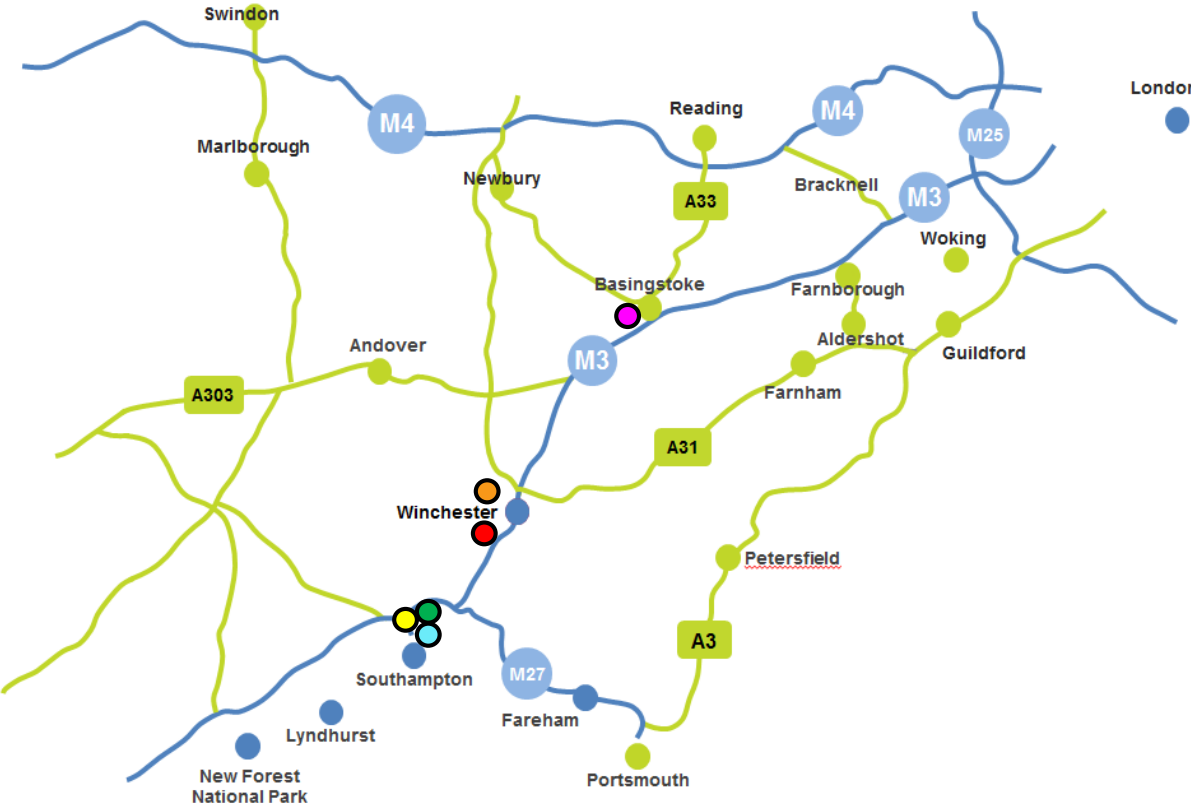 Swindon
London
M4
Reading
M4
M25
Marlborough
Newbury
Bracknell
A33
M3
Woking
Basingstoke
Farnborough
Aldershot
Andover
M3
Guildford
A303
Farnham
A31
Winchester
Petersfield
A3
Southampton
M27
Fareham
Lyndhurst
New Forest
National Park
Portsmouth